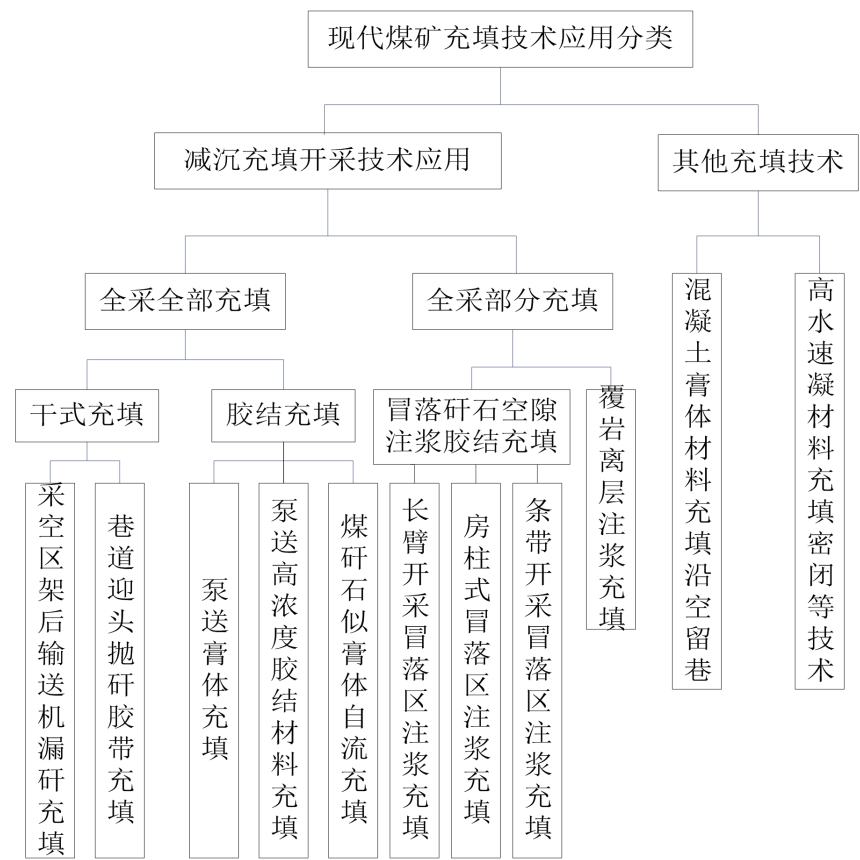 现代煤矿充填技术应用分类
减沉充填开采技术应用
其他充填技术
全采全部充填
全采部分充填
干式充填
胶结充填
冒落矸石空隙
注浆胶结充填
覆岩离层注浆充填
混凝土膏体材料充填沿空留巷
高水速凝材料充填密闭等技术
采空区架后输送机漏矸充填
巷道迎头抛矸胶带充填
泵送膏体充填
泵送高浓度胶结材料充填
煤矸石似膏体自流充填
长臂开采冒落区注浆充填
房柱式冒落区注浆充填
条带开采冒落区注浆充填